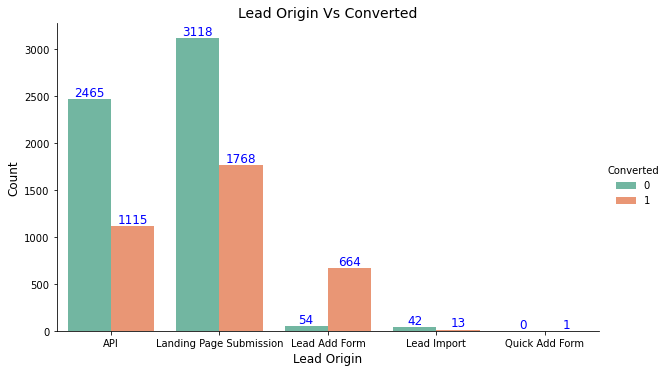 Lead Origin Vs Converted
3118
3000
2465
2500
2000
1768
1500
1115
1000
664
500
54
42
13
0
1
0
API
Landing Page Submission
Lead Add Form
Lead Import
Quick Add Form
Lead Origin
Count
Converted
0
1